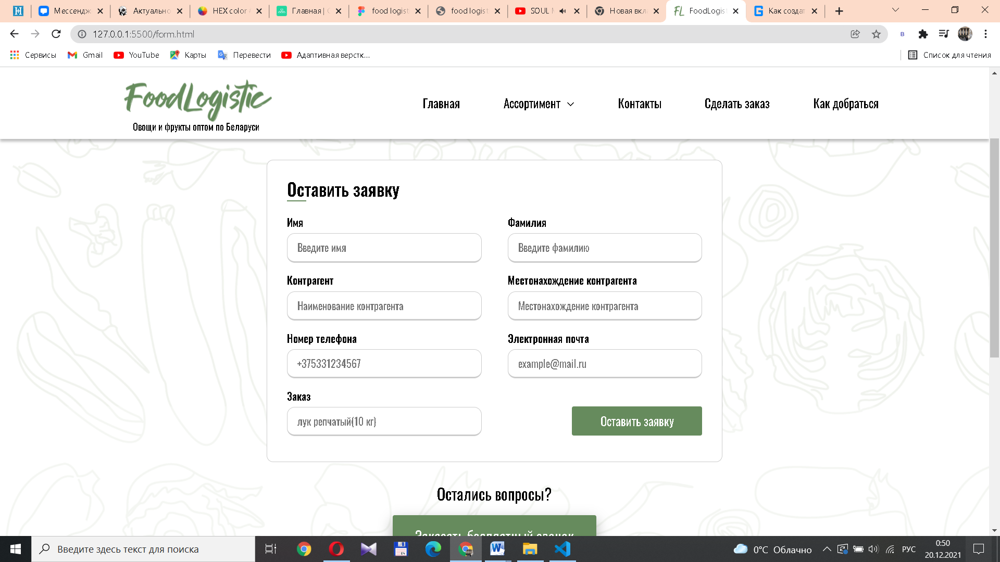 Мессендж
Актуально
HEX color
Главная | С
food logist
food logist
SOUL
Новая вкл
FoodLogist
Как создат
127.0.0.1:5500/form.html
Сервисы
Gmail
YouTube
Карты
Перевести
Адаптивная верстк...
Список для чтения
FoodLogistic
Овощи и фрукты оптом по Беларуси
Главная
Ассортимент
Контакты
Сделать заказ
Как добраться
Оставить заявку
Имя
Фамилия
Введите имя
Введите фамилию
Контрагент
Местонахождение контрагента
Наименование контрагента
Местонахождение контрагента
Номер телефона
Электронная почта
+375331234567
example@mail.ru
Заказ
лук репчатый(10 кг)
Оставить заявку
Остались вопросы?
Заказать бесплатный звонок
Введите здесь текст для поиска
0°C Облачно
РУС
0:50
20.12.2021